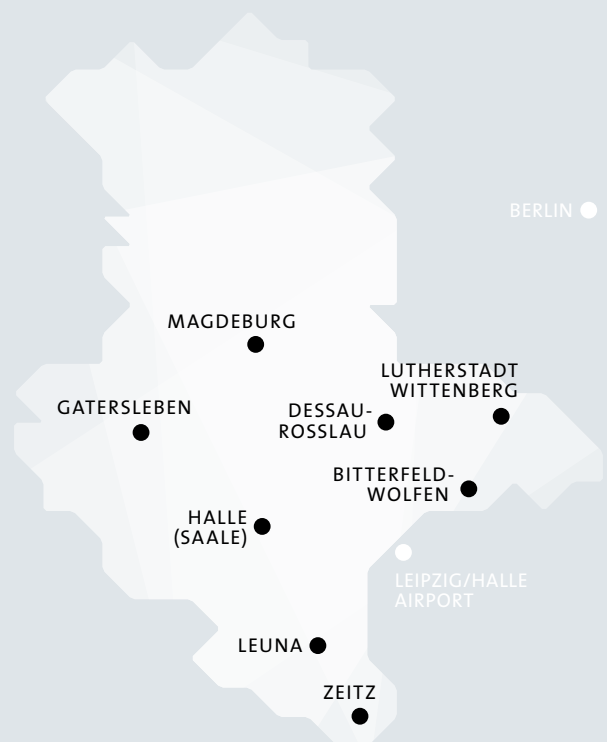 BERLIN
MAGDEBURG
LUTHERSTADT
WITTENBERG
GATERSLEBEN
DESSAU-
ROSSLAU
BITTERFELD-
WOLFEN
HALLE
(SAALE)
LEIPZIG/HALLE
AIRPORT
LEUNA
ZEITZ